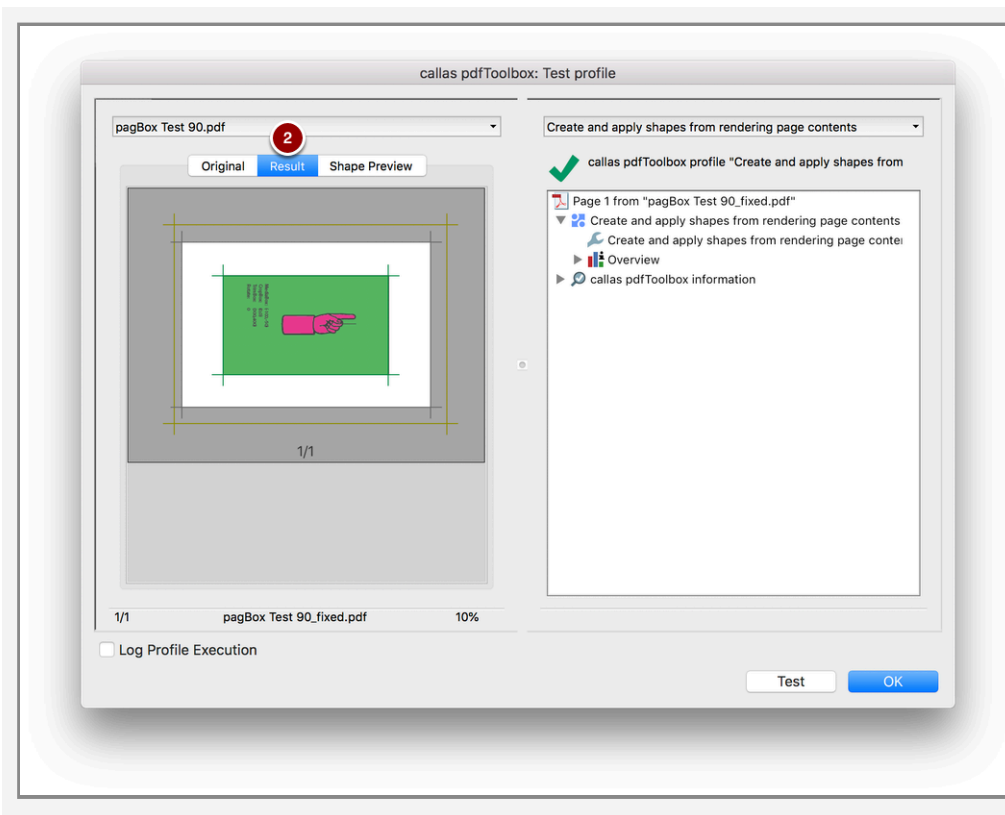 callas pdfToolbox: Test profile
pagBox Test 90.pdf
2
Original Result Shape Preview
1/1
1/1 pagBox Test 90_fixed.pdf 10%
Create and apply shapes from rendering page contents
callas pdfToolbox profile "Create and apply shapes from
Page 1 from "pagBox Test 90_fixed.pdf"
Create and apply shapes from rendering page contents
Create and apply shapes from rendering page conte
Overview
callas pdfToolbox information
Log Profile Execution
Test OK